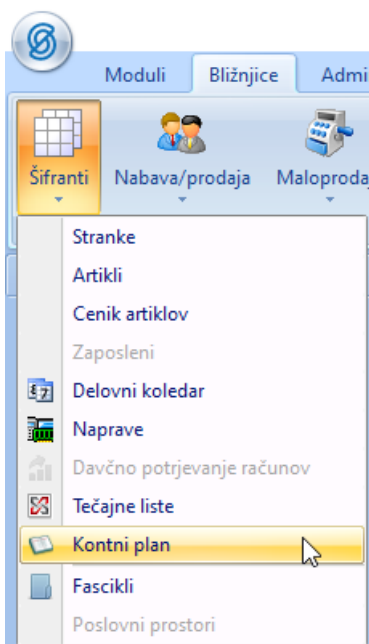 Moduli Bližnjice Admi
Šifranti Nabava/prodaja Maloproda
Stranke
Artikli
Cenik artiklov
Zaposleni
Delovni koledar
Naprave
Davčno potrjevanje računov
Tečajne liste
Kontni plan
Fascikli
Poslovni prostori